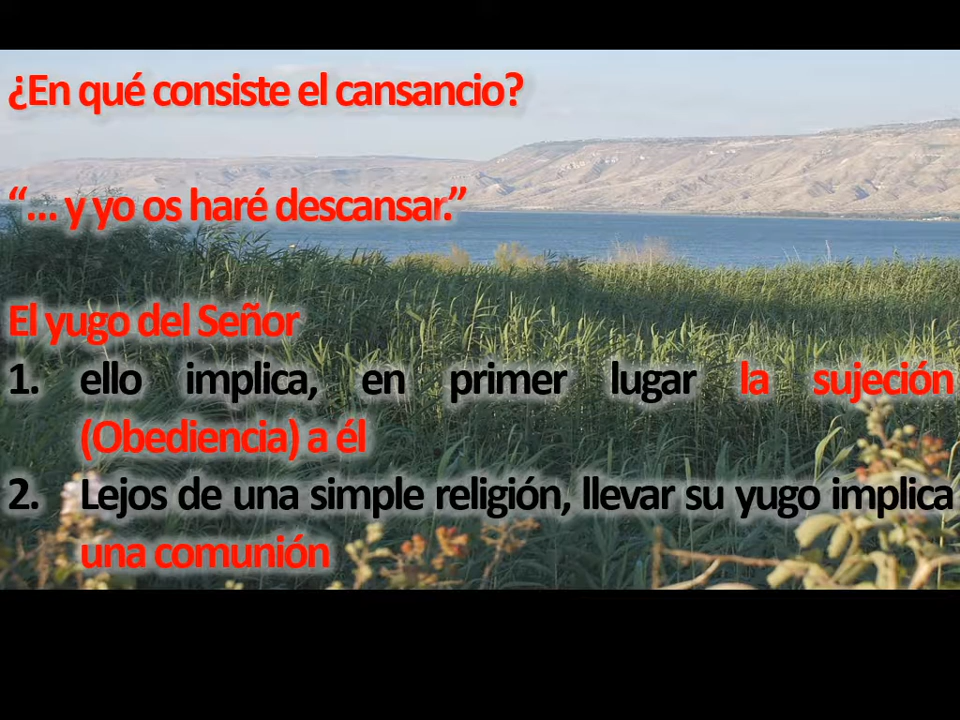 ¿En qué consiste el cansancio?
“… y yo os haré descansar.”
El yugo del Señor
1. ello implica, en primer lugar la sujeción
(Obediencia) a él
2. Lejos de una simple religión, llevar su yugo implica
una comunión